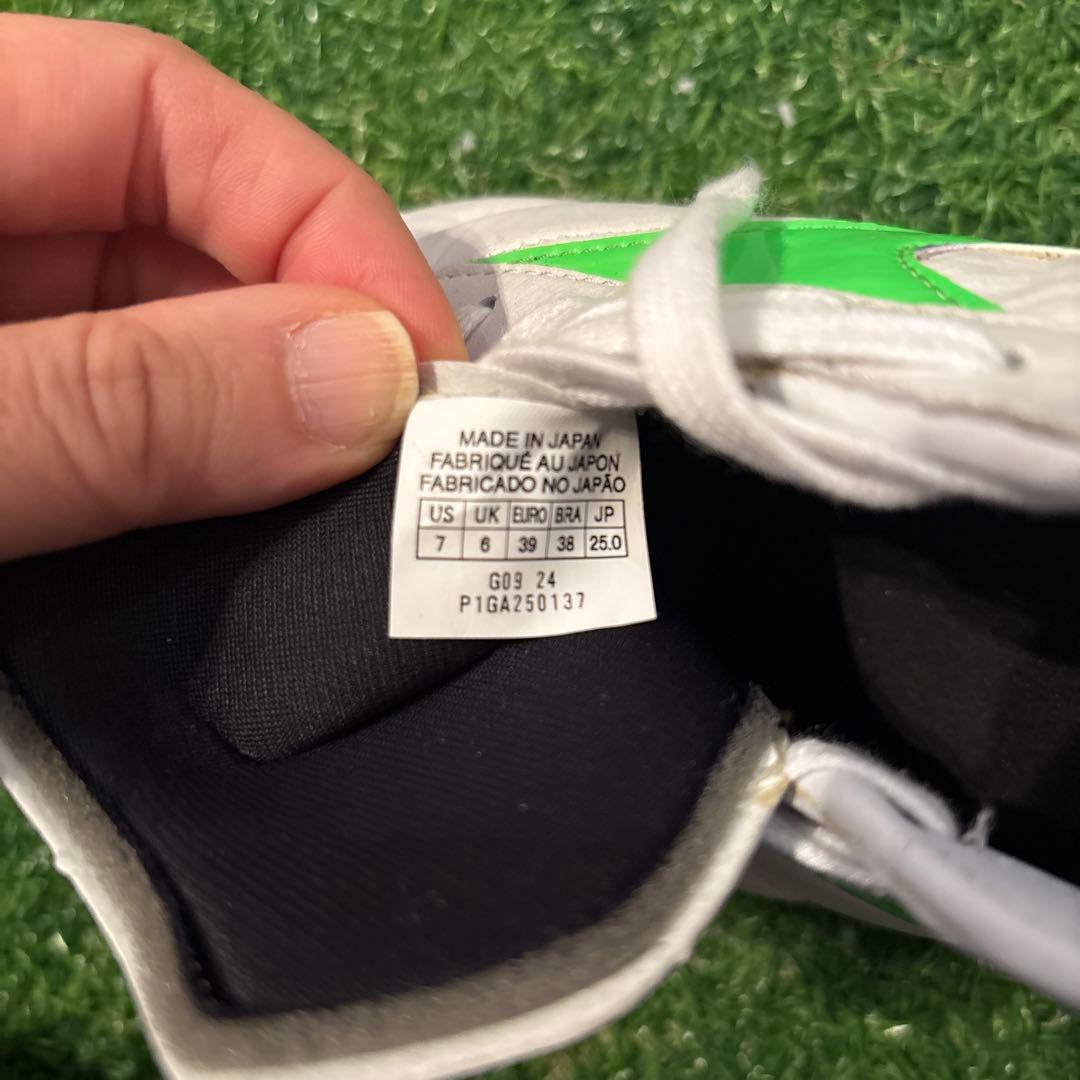 MADE IN JAPAN
FABRIQUÉ AU JAPON
FABRICADO NO JAPÃO
US UK EURO BRA JP
7 6 39 38 25.0
G09 24
P1GA250137